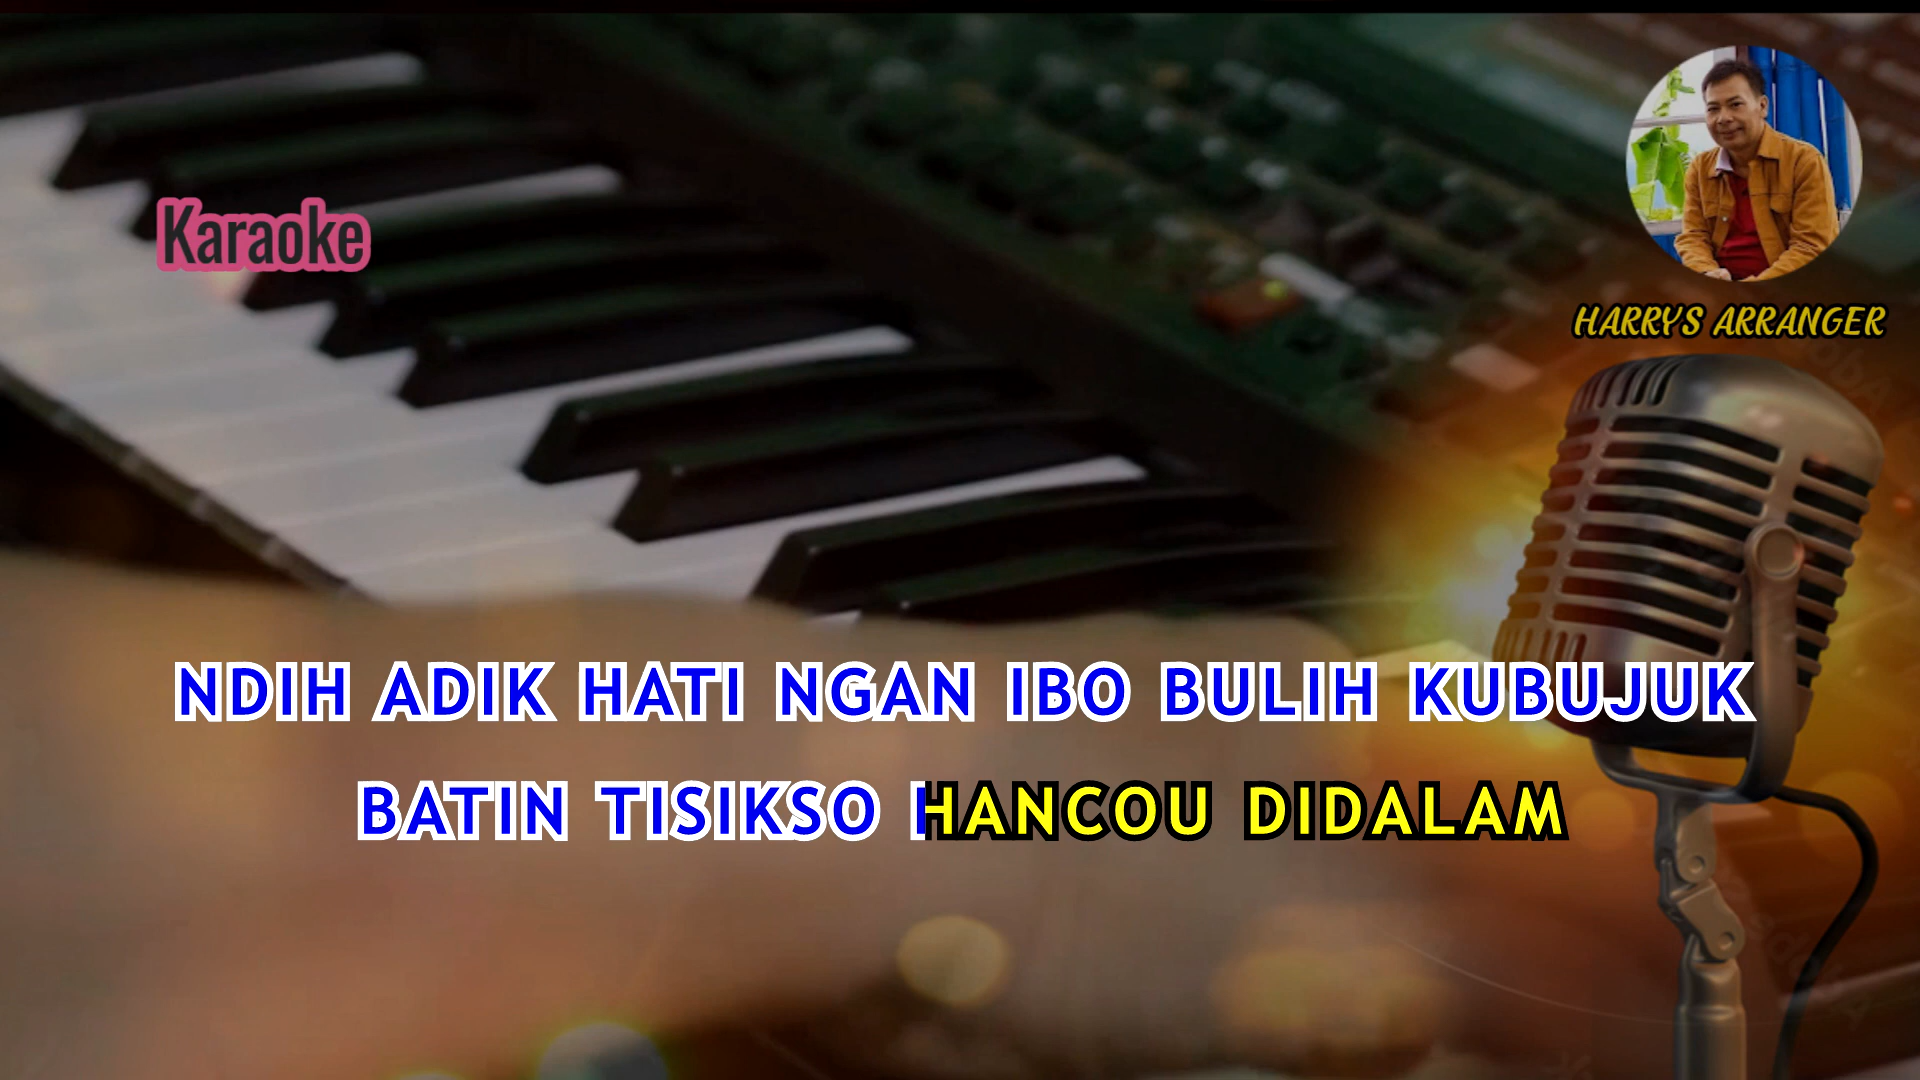 Karaoke
HARRYS ARRANGER
NDIH ADIK HATI NGAN IBO BULIH KUBUJUK
BATIN TISIKSO HANCOU DIDALAM